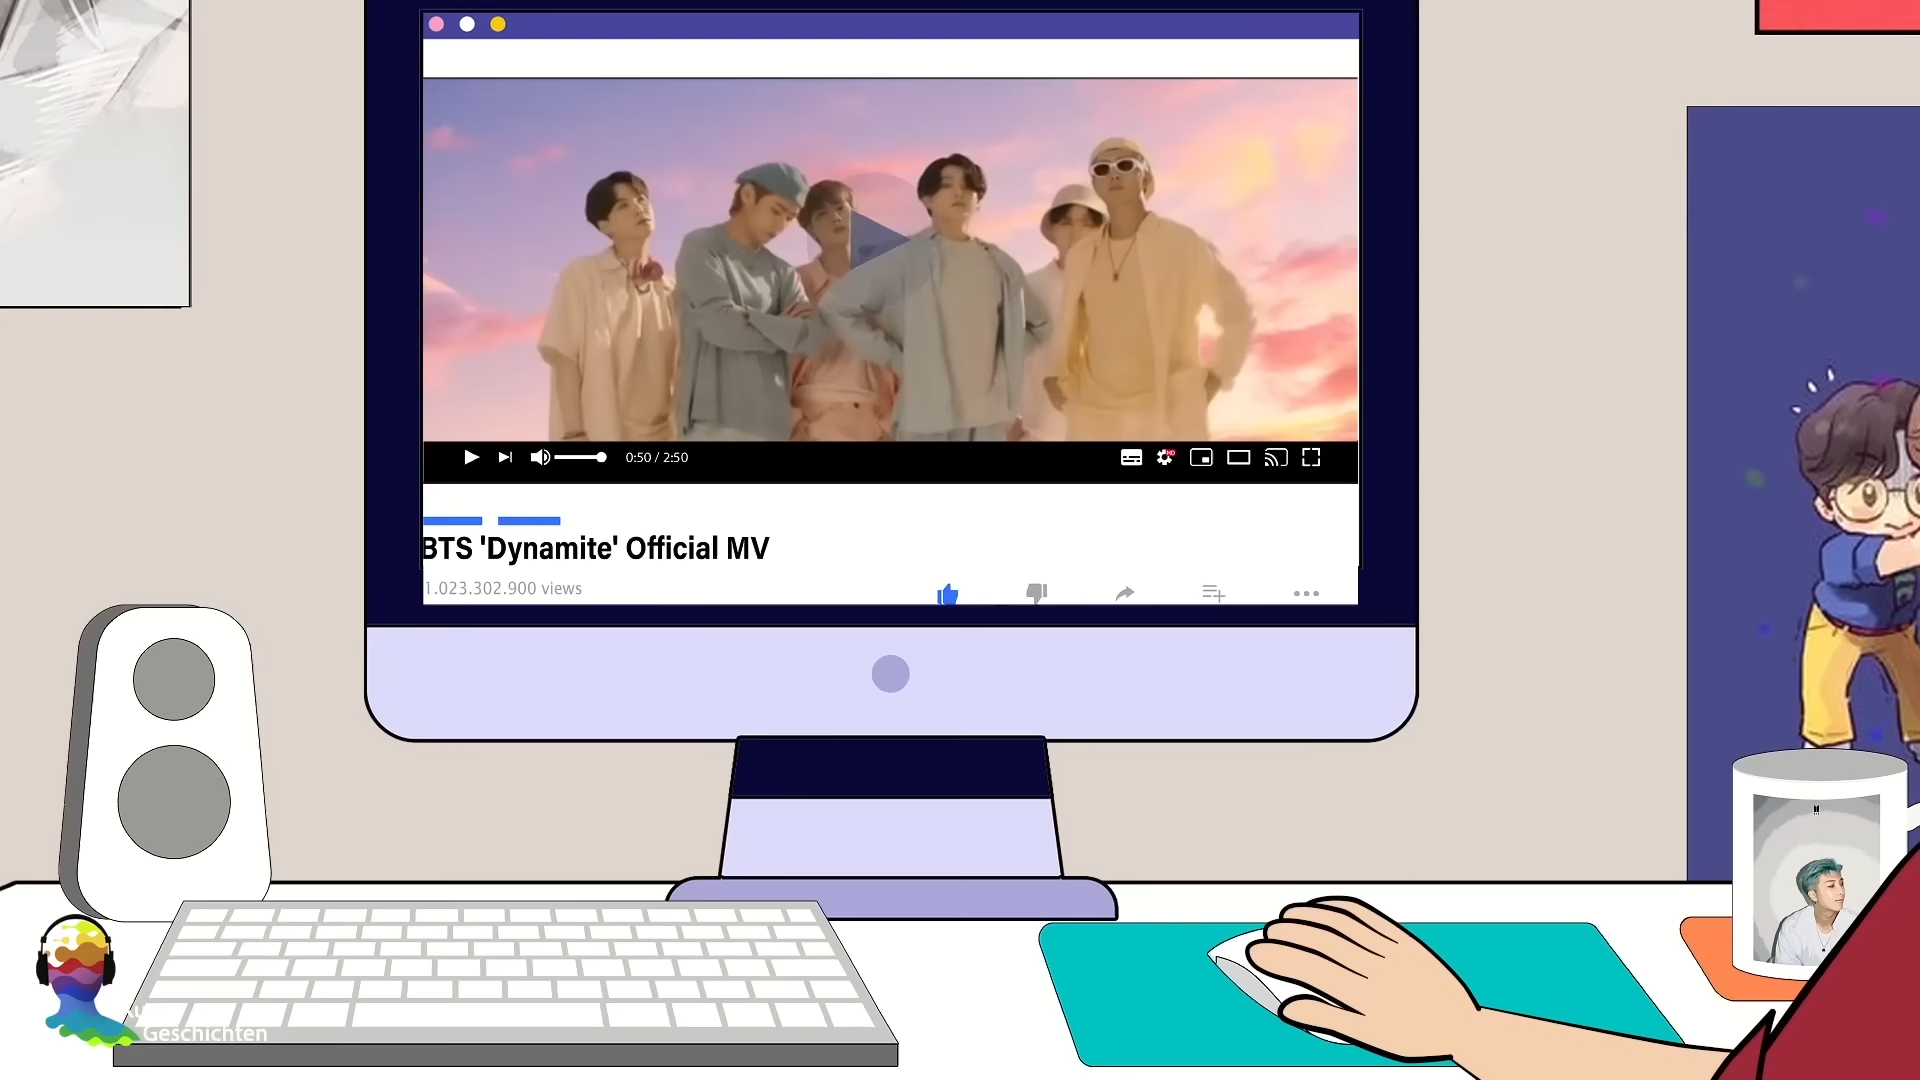 0:50 / 2:50
BTS 'Dynamite' Official MV
1.023.302.900 views
Geschichten